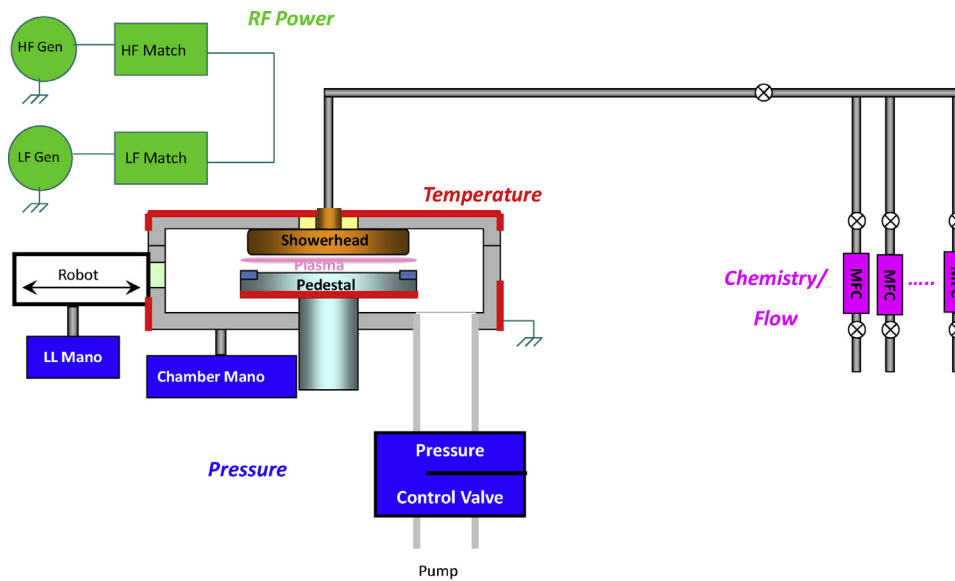 RF Power
HF Gen
HF Match
LF Gen
LF Match
Temperature
Showerhead
Plasma
Pedestal
Robot
LL Mano
Chamber Mano
Chemistry/
Flow
MFC
MFC
.....
MFC
Pressure
Pressure
Control Valve
Pump